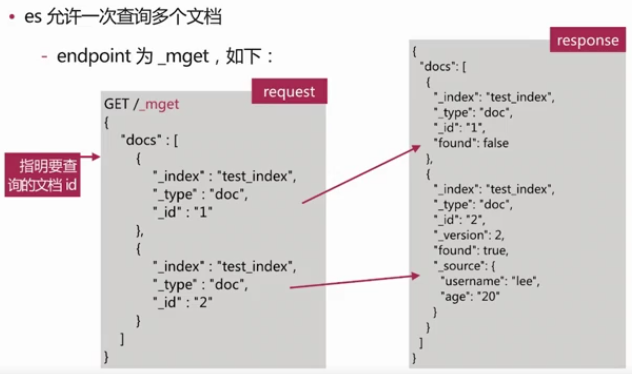 • es 允许一次查询多个文档
- endpoint 为 _mget，如下：
request
GET /_mget
{
"docs" : [
{
"_index" : "test_index",
"_type" : "doc",
"_id" : "1"
},
{
"_index" : "test_index",
"_type" : "doc",
"_id" : "2"
}
]
}
指明要查
询的文档 id
response
{
"docs": [
{
"_index": "test_index",
"_type": "doc",
"_id": "1",
"found": false
},
{
"_index": "test_index",
"_type": "doc",
"_id": "2",
"_version": 2,
"found": true,
"_source": {
"username": "lee",
"age": "20"
}
}
]
}